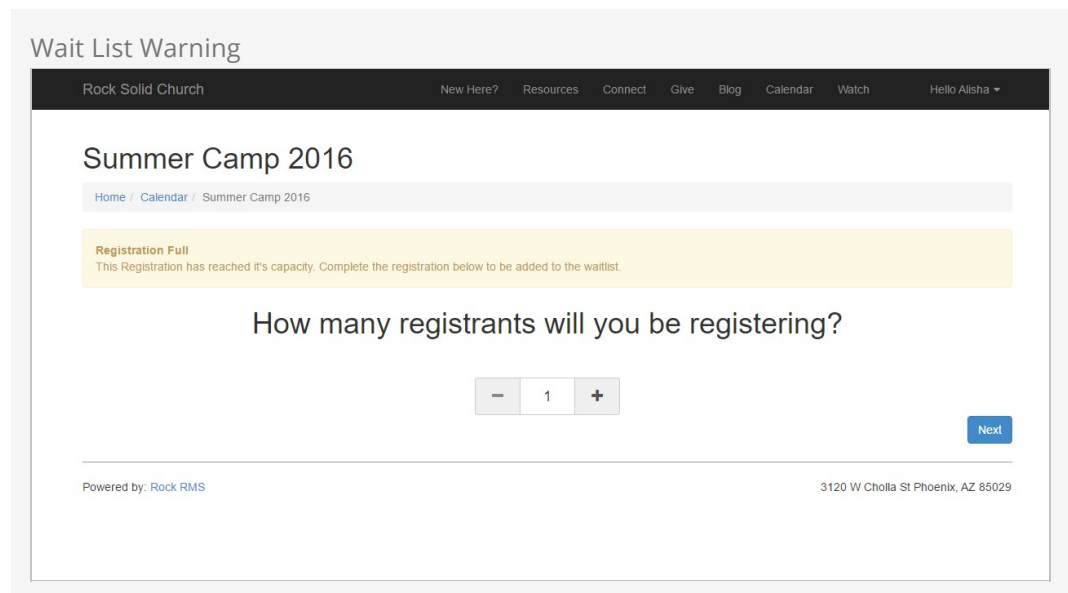 Wait List Warning
Rock Solid Church New Here? Resources Connect Give Blog Calendar Watch Hello Alisha
Summer Camp 2016
Home / Calendar / Summer Camp 2016
Registration Full
This Registration has reached it's capacity. Complete the registration below to be added to the waitlist.
How many registrants will you be registering?
− 1 +
Next
Powered by: Rock RMS 3120 W Cholla St Phoenix, AZ 85029